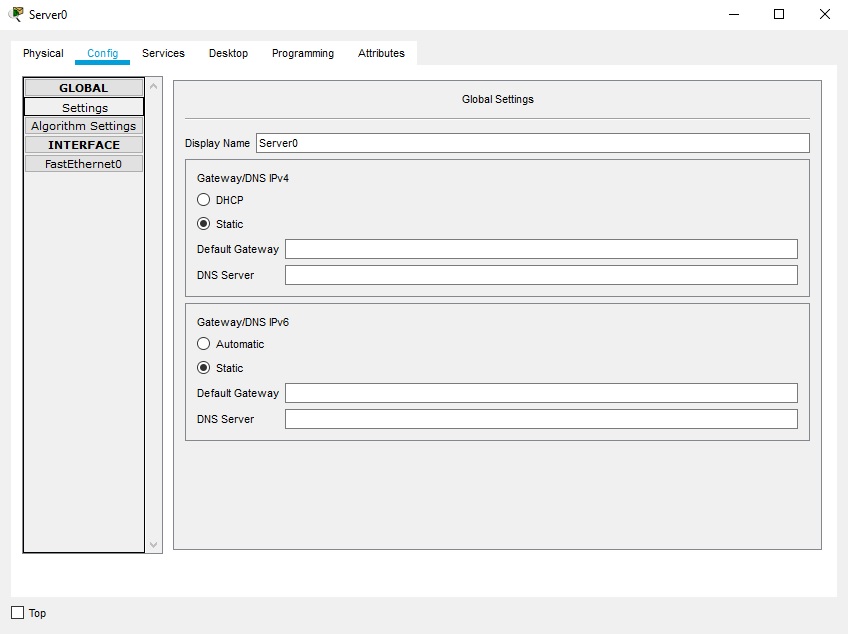 Server0
Physical Config Services Desktop Programming Attributes
GLOBAL
Settings
Algorithm Settings
INTERFACE
FastEthernet0
Global Settings
Display Name Server0
Gateway/DNS IPv4
DHCP
Static
Default Gateway
DNS Server
Gateway/DNS IPv6
Automatic
Static
Default Gateway
DNS Server
Top